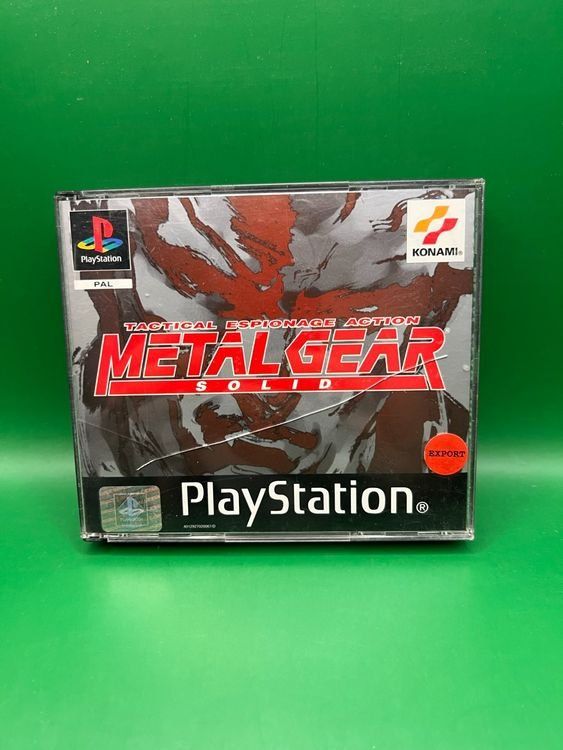 PlayStation
PAL
KONAMI®
TACTICAL ESPIONAGE ACTION
METAL GEAR
SOLID
EXPORT
PlayStation®